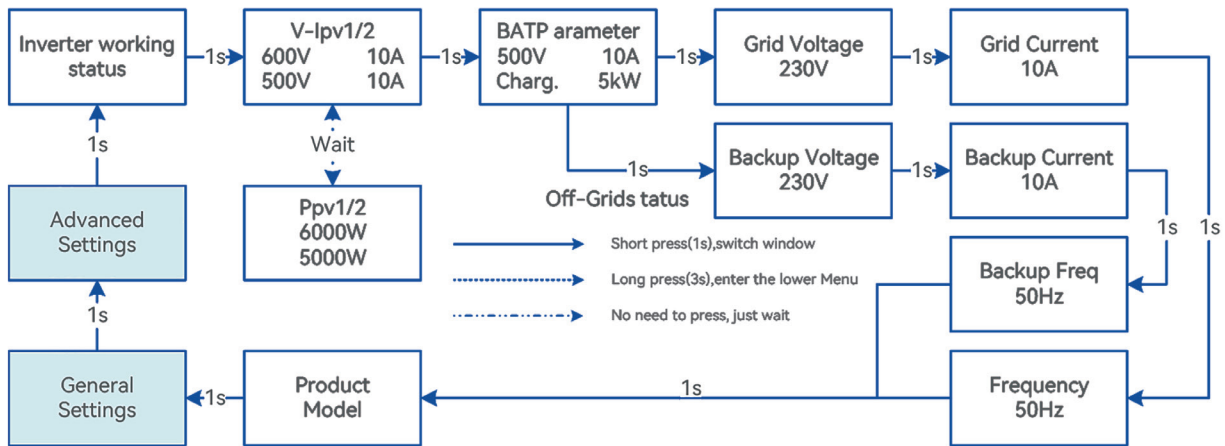 Inverter working
status
1s
V-Ipv1/2
600V 10A
500V 10A
1s
BATP arameter
500V 10A
Charg. 5kW
1s
Grid Voltage
230V
1s
Grid Current
10A
1s
Wait
1s
Backup Voltage
230V
1s
Backup Current
10A
Off-Grids tatus
1s
1s
Advanced
Settings
Ppv1/2
6000W
5000W
Short press(1s),switch window
Long press(3s),enter the lower Menu
No need to press, just wait
Backup Freq
50Hz
1s
General
Settings
1s
Product
Model
1s
Frequency
50Hz